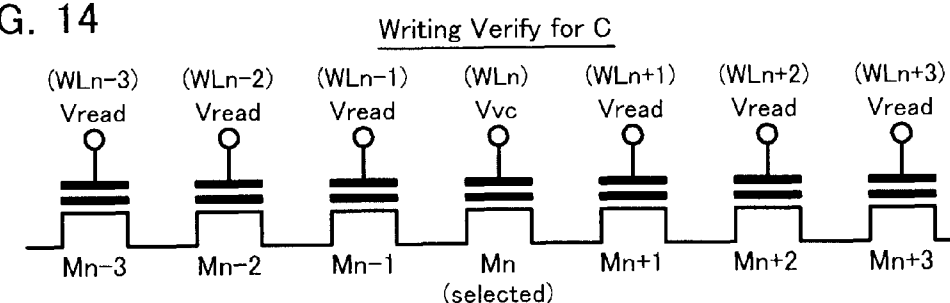 G. 14
Writing Verify for C
(WLn-3) (WLn-2) (WLn-1) (WLn) (WLn+1) (WLn+2) (WLn+3)
Vread Vread Vread Vvc Vread Vread Vread
Mn-3 Mn-2 Mn-1 Mn Mn+1 Mn+2 Mn+3
(selected)